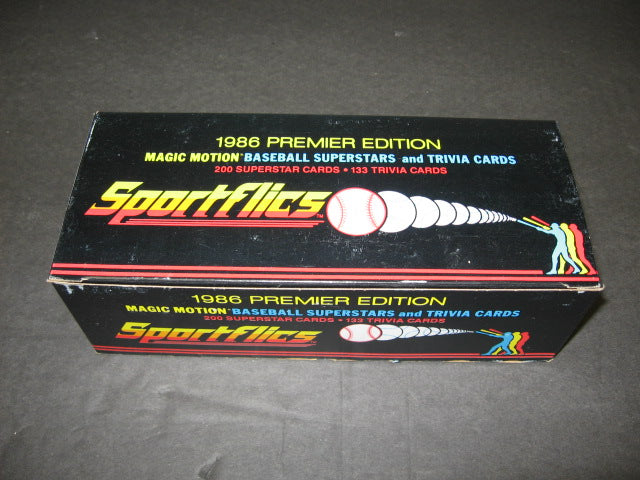 1986 PREMIER EDITION
MAGIC MOTION® BASEBALL SUPERSTARS and TRIVIA CARDS
200 SUPERSTAR CARDS • 133 TRIVIA CARDS
Sportflics™
1986 PREMIER EDITION
MAGIC MOTION® BASEBALL SUPERSTARS and TRIVIA CARDS
200 SUPERSTAR CARDS • 133 TRIVIA CARDS
Sportflics